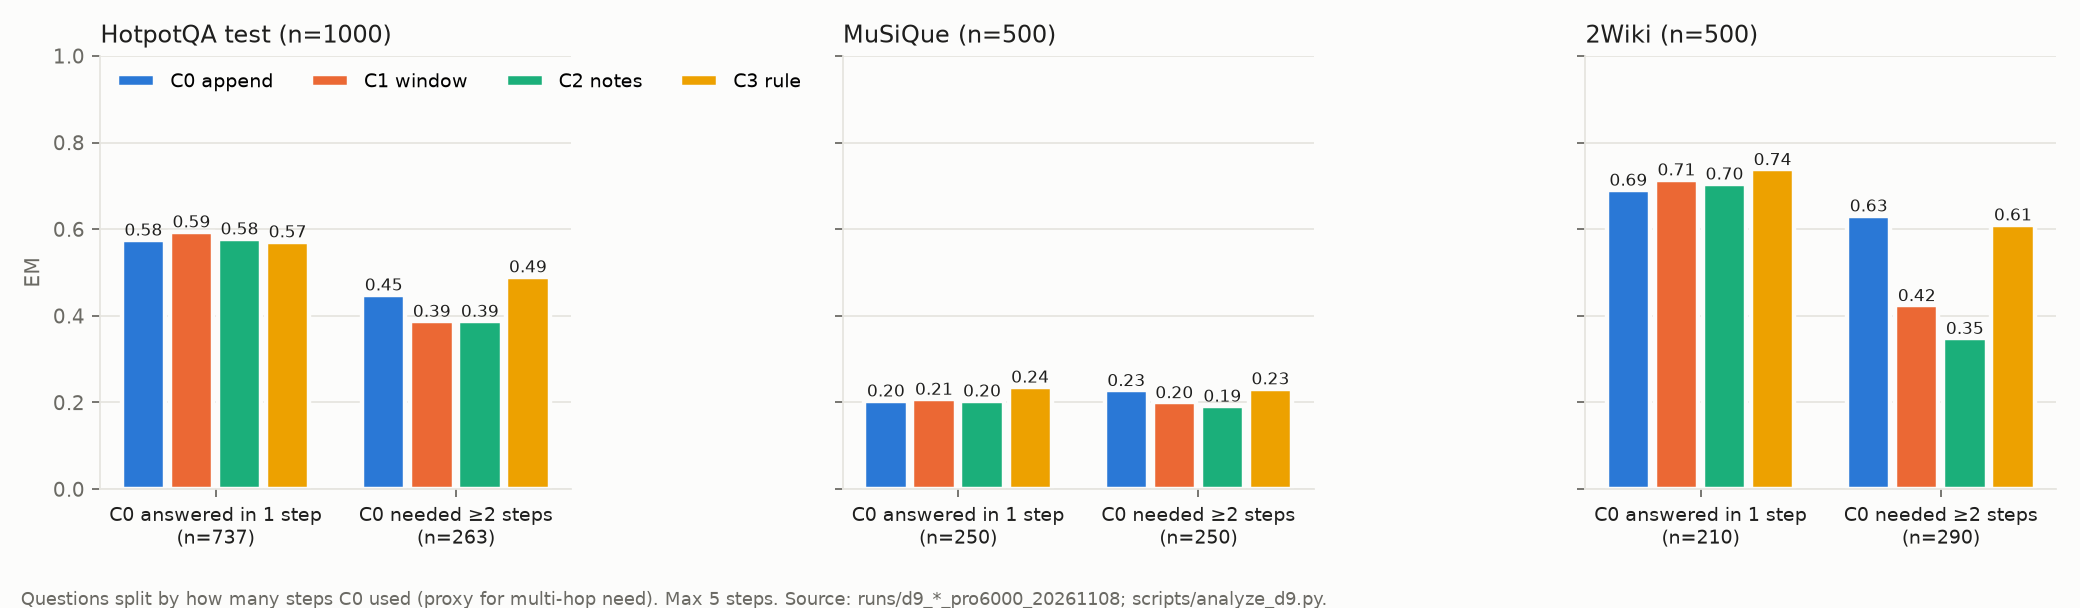 HotpotQA test (n=1000)
C0 append C1 window C2 notes C3 rule
EM
1.0
0.8
0.6
0.4
0.2
0.0
0.58 0.59 0.58 0.57
0.45 0.39 0.39 0.49
C0 answered in 1 step
(n=737)
C0 needed ≥2 steps
(n=263)
MuSiQue (n=500)
0.20 0.21 0.20 0.24
0.23 0.20 0.19 0.23
C0 answered in 1 step
(n=250)
C0 needed ≥2 steps
(n=250)
2Wiki (n=500)
0.69 0.71 0.70 0.74
0.63 0.42 0.35 0.61
C0 answered in 1 step
(n=210)
C0 needed ≥2 steps
(n=290)
Questions split by how many steps C0 used (proxy for multi-hop need). Max 5 steps. Source: runs/d9_*_pro6000_20261108; scripts/analyze_d9.py.